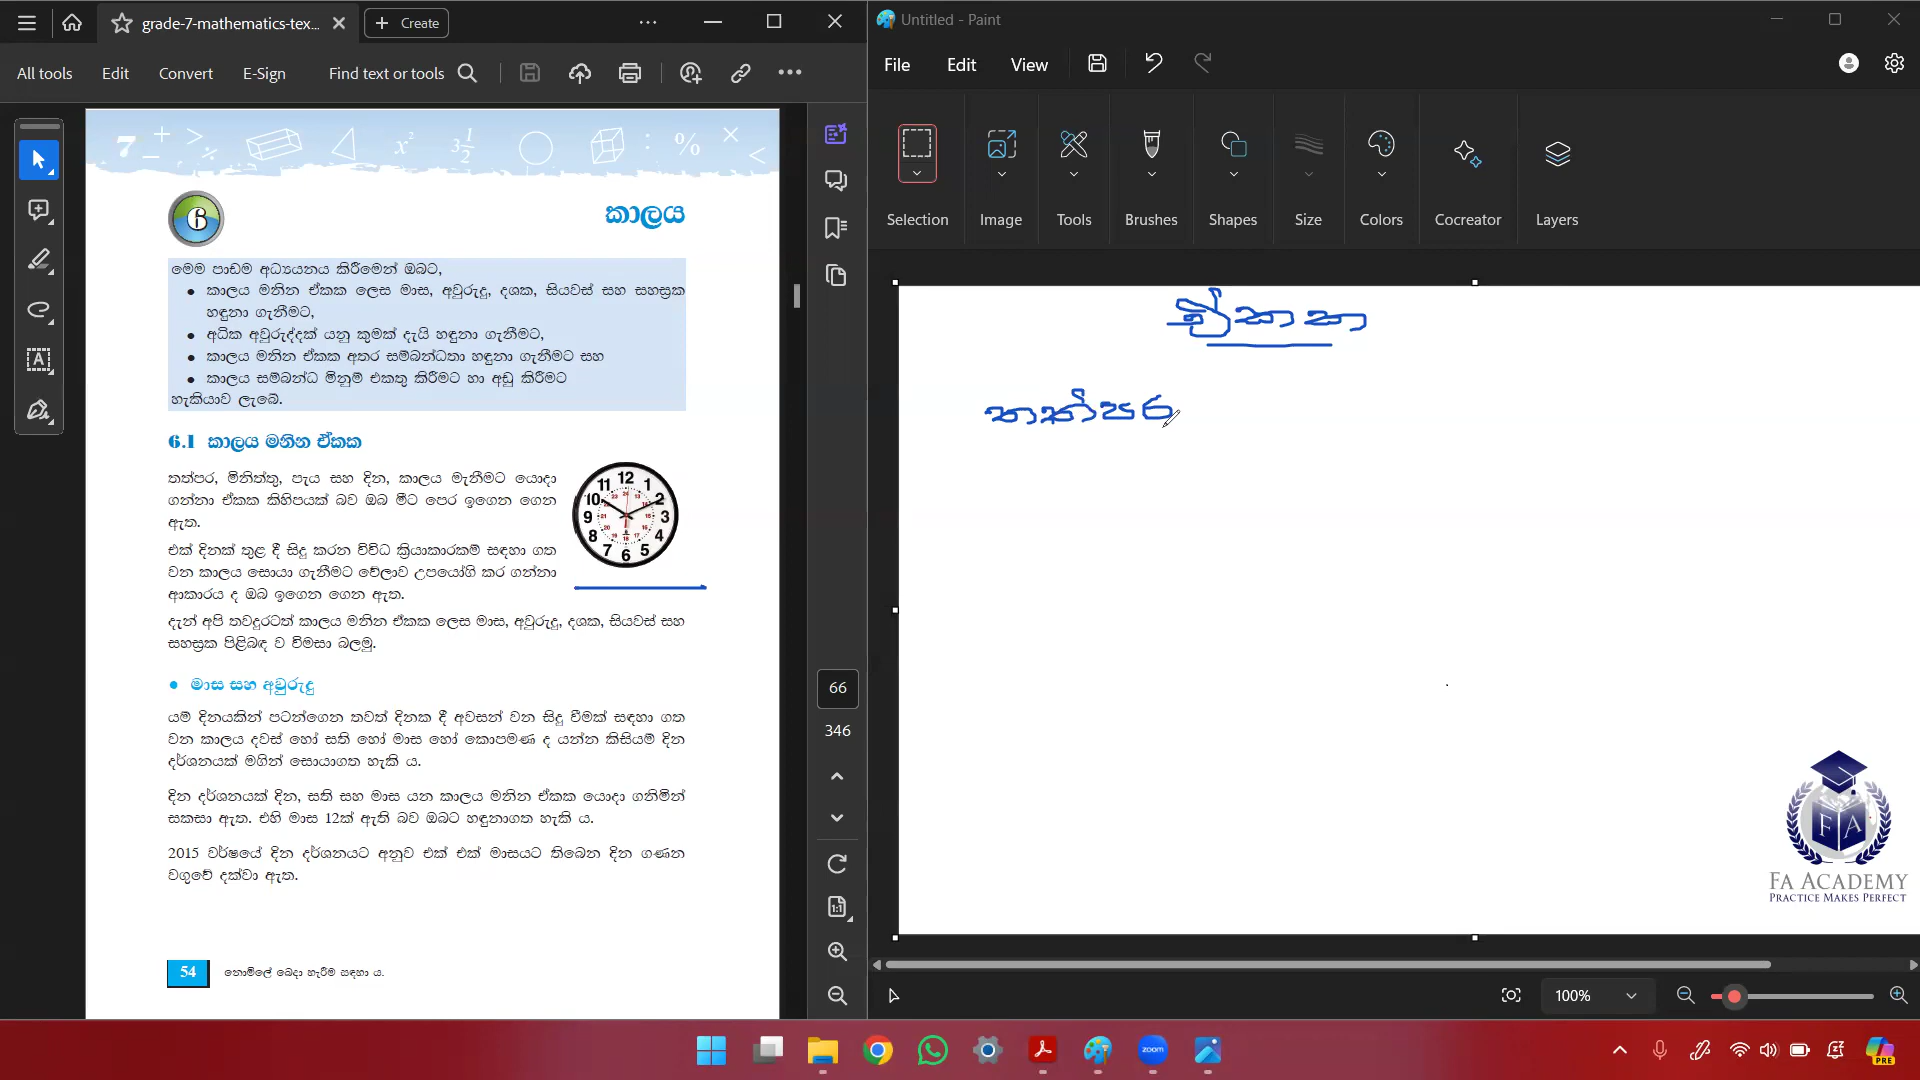 grade-7-mathematics-tex...
Create
All tools
Edit
Convert
E-Sign
Find text or tools
7
6
කාලය
මෙම පාඩම අධ්‍යයනය කිරීමෙන් ඔබට,
● කාලය මනින ඒකක ලෙස මාස, අවුරුදු, දශක, සියවස් සහ සහස්‍රක
හඳුනා ගැනීමට,
● අධික අවුරුද්දක් යනු කුමක් දැයි හඳුනා ගැනීමට,
● කාලය මනින ඒකක අතර සම්බන්ධතා හඳුනා ගැනීමට සහ
● කාලය සම්බන්ධ මිනුම් එකතු කිරීමට හා අඩු කිරීමට
හැකියාව ලැබේ.
6.1 කාලය මනින ඒකක
තත්පර, මිනිත්තු, පැය සහ දින, කාලය මැනීමට යොදා
ගන්නා ඒකක කිහිපයක් බව ඔබ මීට පෙර ඉගෙන ගෙන
ඇත.
එක් දිනක් තුළ දී සිදු කරන විවිධ ක්‍රියාකාරකම් සඳහා ගත
වන කාලය සොයා ගැනීමට වේලාව උපයෝගි කර ගන්නා
ආකාරය ද ඔබ ඉගෙන ගෙන ඇත.
දැන් අපි තවදුරටත් කාලය මනින ඒකක ලෙස මාස, අවුරුදු, දශක, සියවස් සහ
සහස්‍රක පිළිබඳ ව විමසා බලමු.
● මාස සහ අවුරුදු
යම් දිනයකින් පටන්ගෙන තවත් දිනක දී අවසන් වන සිදු වීමක් සඳහා ගත
වන කාලය දවස් හෝ සති හෝ මාස හෝ කොපමණ ද යන්න කිසියම් දින
දර්ශනයක් මගින් සොයාගත හැකි ය.
දින දර්ශනයක් දින, සති සහ මාස යන කාලය මනින ඒකක යොදා ගනිමින්
සකසා ඇත. එහි මාස 12ක් ඇති බව ඔබට හඳුනාගත හැකි ය.
2015 වර්ෂයේ දින දර්ශනයට අනුව එක් එක් මාසයට තිබෙන දින ගණන
වගුවේ දක්වා ඇත.
54 නොමිලේ බෙදා හැරීම සඳහා ය.
66
346
Untitled - Paint
File
Edit
View
Selection
Image
Tools
Brushes
Shapes
Size
Colors
Cocreator
Layers
ඒකක
තත්පර
FA ACADEMY
PRACTICE MAKES PERFECT
100%
zoom
PRE